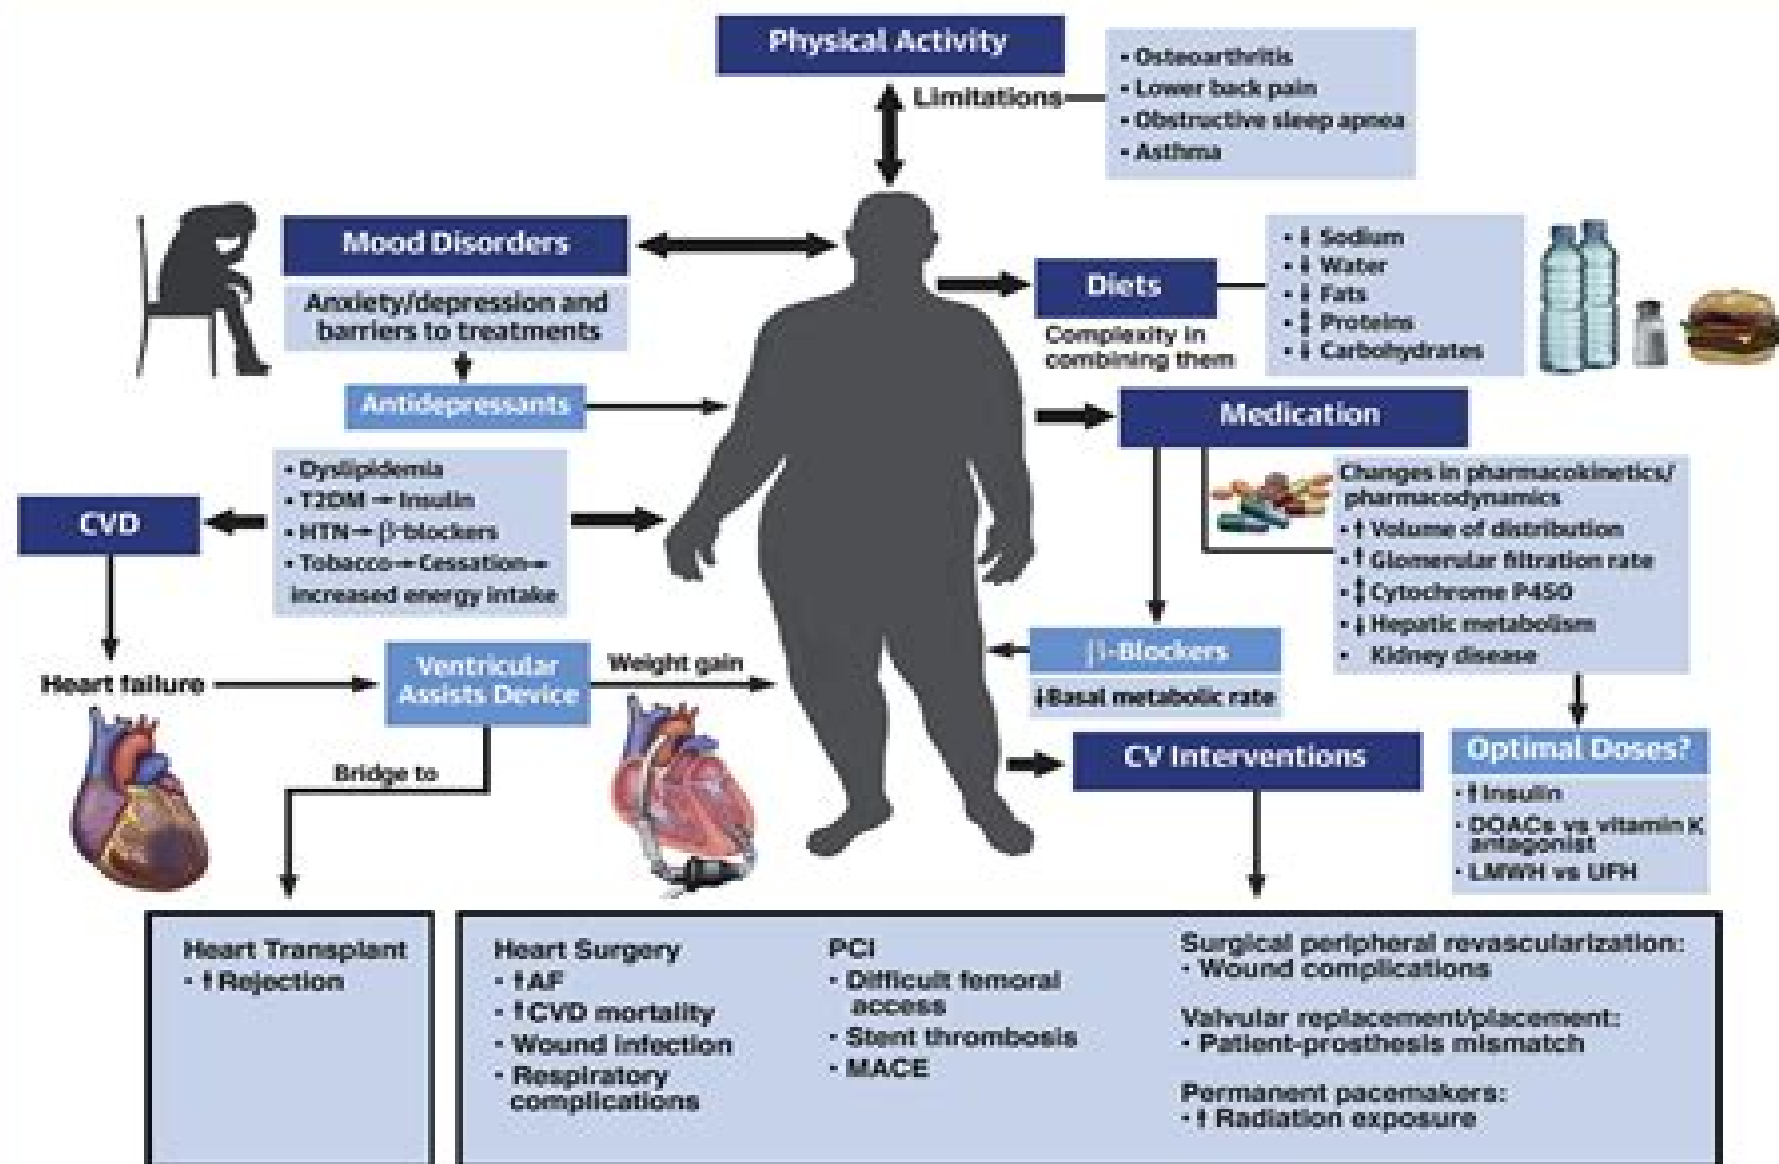 Physical Activity
Limitations
• Osteoarthritis
• Lower back pain
• Obstructive sleep apnea
• Asthma
Mood Disorders
Anxiety/depression and
barriers to treatments
Antidepressants
Diets
Complexity in
combining them
• ↓ Sodium
• ↓ Water
• ↓ Fats
• ↕ Proteins
• ↓ Carbohydrates
Medication
Changes in pharmacokinetics/
pharmacodynamics
• ↑ Volume of distribution
• ↑ Glomerular filtration rate
• ↕ Cytochrome P450
• ↓ Hepatic metabolism
• Kidney disease
CVD
• Dyslipidemia
• T2DM → Insulin
• HTN → β-blockers
• Tobacco → Cessation →
increased energy intake
Heart failure
Ventricular
Assists Device
Weight gain
Bridge to
β-Blockers
↓Basal metabolic rate
CV Interventions
Optimal Doses?
• ↑ Insulin
• DOACs vs vitamin K
antagonist
• LMWH vs UFH
Heart Transplant
• ↑ Rejection
Heart Surgery
• ↑ AF
• ↑ CVD mortality
• Wound infection
• Respiratory
complications
PCI
• Difficult femoral
access
• Stent thrombosis
• MACE
Surgical peripheral revascularization:
• Wound complications
Valvular replacement/placement:
• Patient-prosthesis mismatch
Permanent pacemakers:
• ↑ Radiation exposure